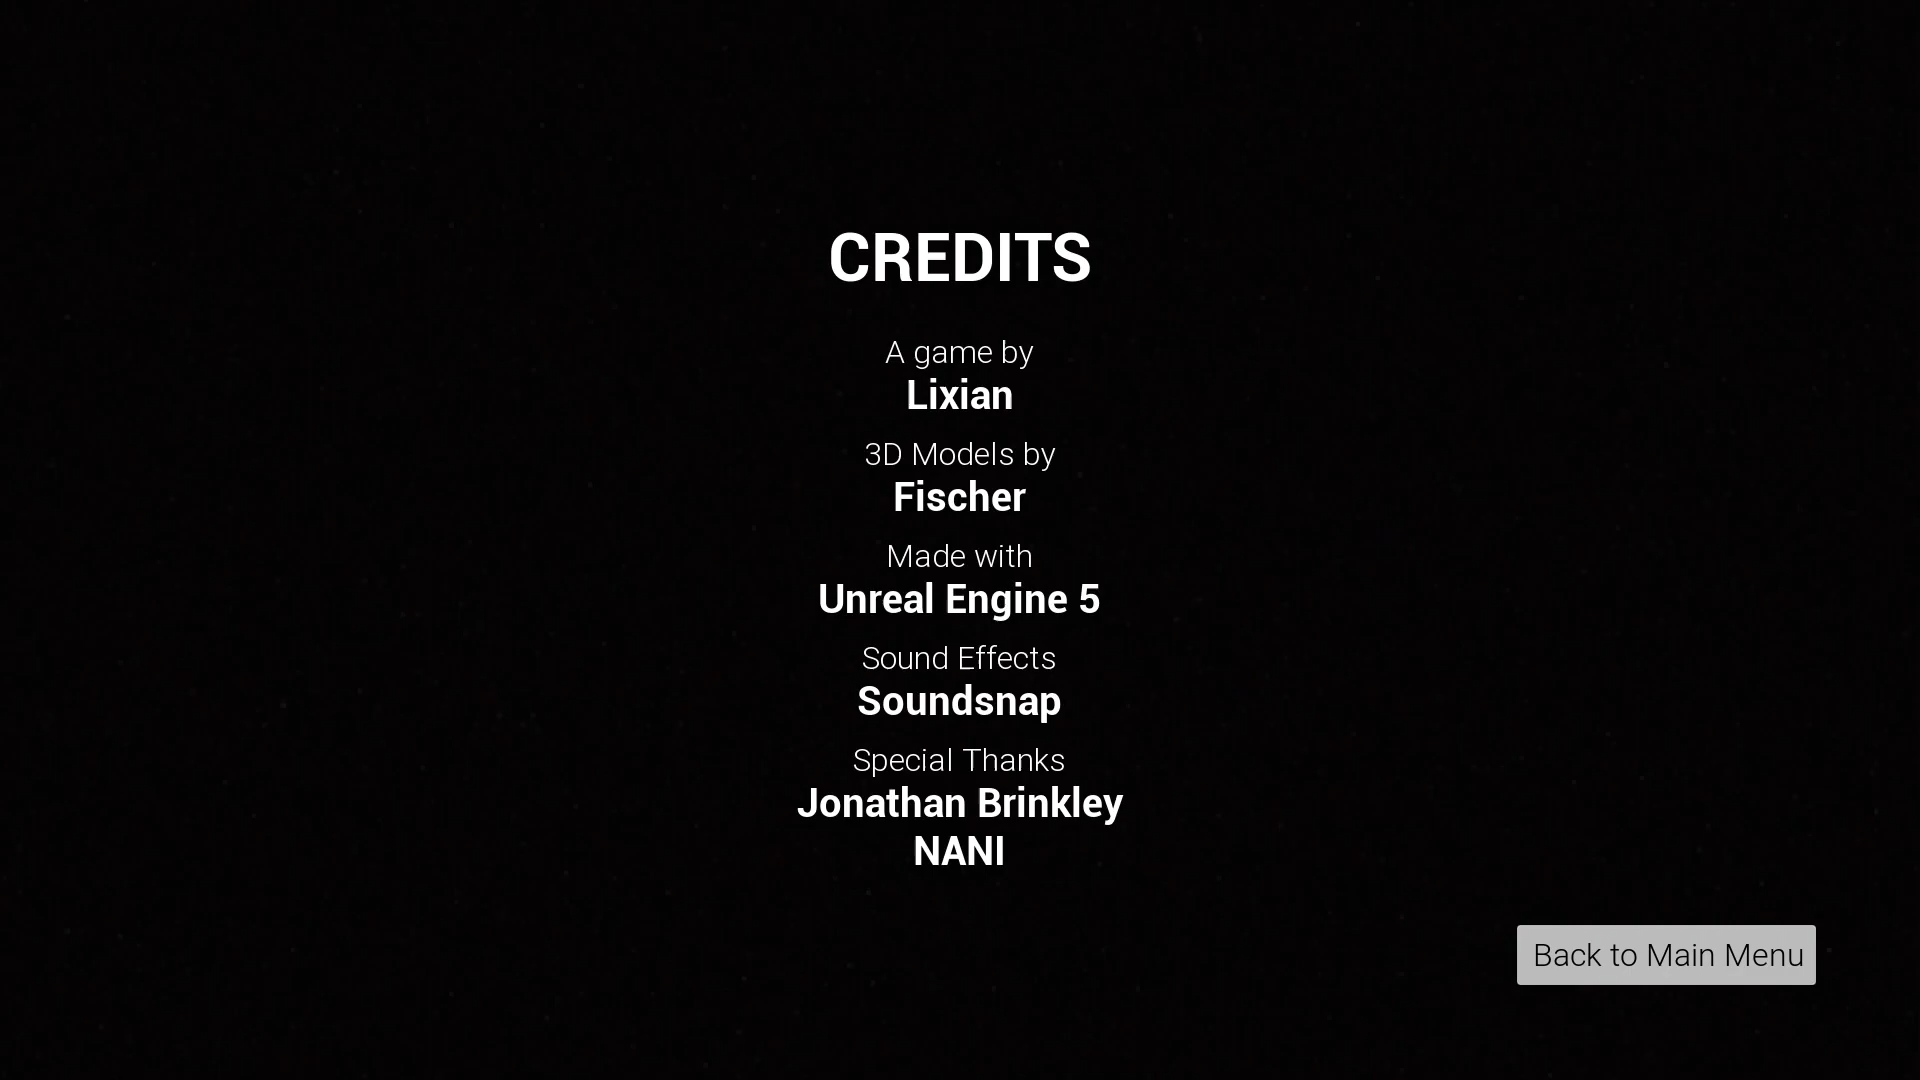 CREDITS
A game by
Lixian
3D Models by
Fischer
Made with
Unreal Engine 5
Sound Effects
Soundsnap
Special Thanks
Jonathan Brinkley
NANI
Back to Main Menu